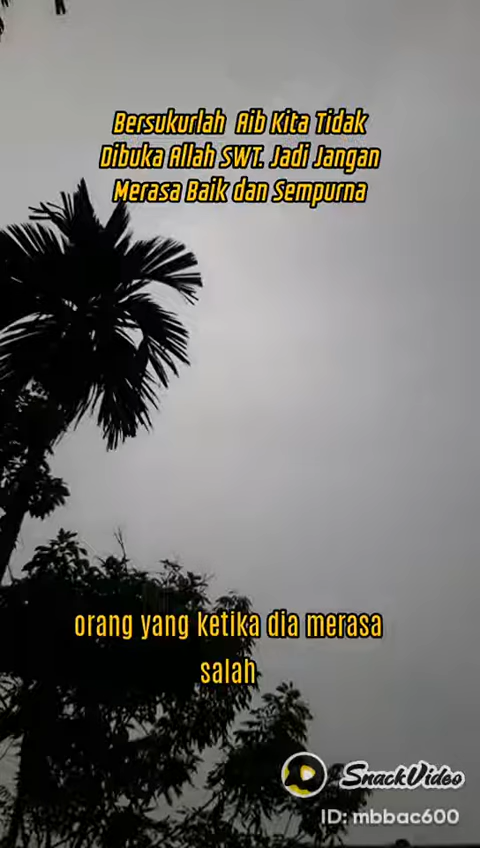 Bersukurlah Aib Kita Tidak
Dibuka Allah SWT. Jadi Jangan
Merasa Baik dan Sempurna
orang yang ketika dia merasa
salah
SnackVideo
ID: mbbac600